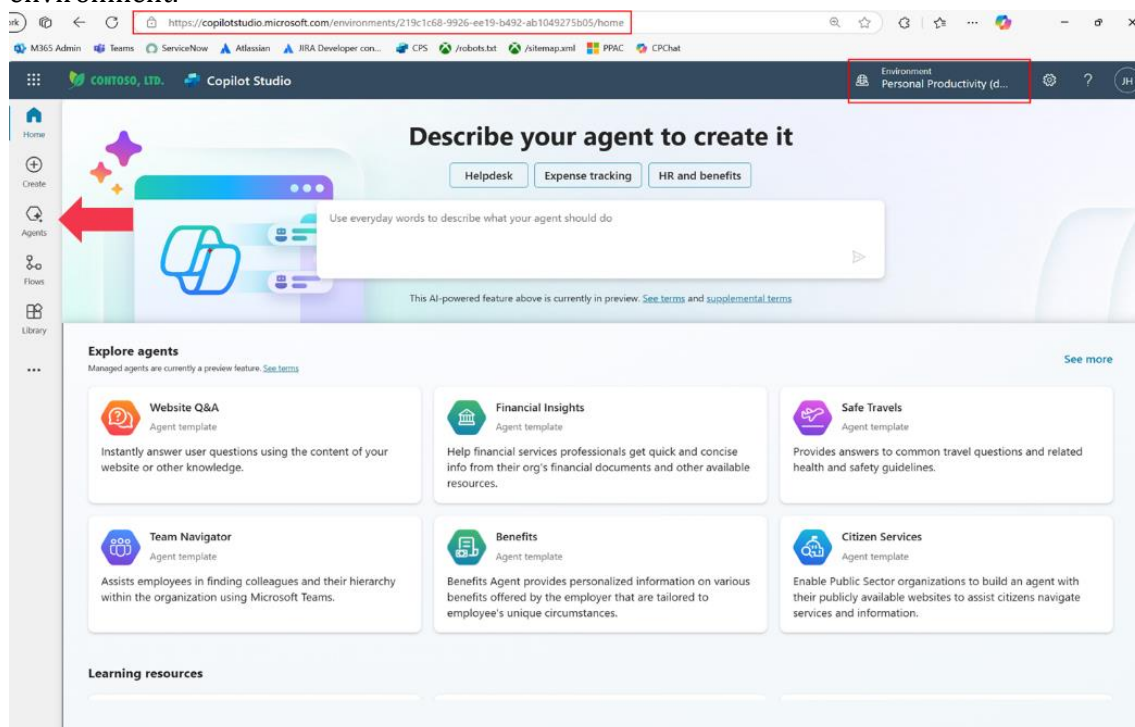 environment.
https://copilotstudio.microsoft.com/environments/219c1c68-9926-ee19-b492-ab1049275b05/home
M365 Admin Teams ServiceNow Atlassian JIRA Developer con... CPS /robots.txt /sitemap.xml PPAC CPChat
CONTOSO, LTD. Copilot Studio
Environment
Personal Productivity (d...
? JH
Home
Create
Agents
Flows
Library
Describe your agent to create it
Helpdesk Expense tracking HR and benefits
Use everyday words to describe what your agent should do
This AI-powered feature above is currently in preview. See terms and supplemental terms
Explore agents
See more
Managed agents are currently a preview feature. See terms
Website Q&A
Agent template
Instantly answer user questions using the content of your
website or other knowledge.
Financial Insights
Agent template
Help financial services professionals get quick and concise
info from their org's financial documents and other available
resources.
Safe Travels
Agent template
Provides answers to common travel questions and related
health and safety guidelines.
Team Navigator
Agent template
Assists employees in finding colleagues and their hierarchy
within the organization using Microsoft Teams.
Benefits
Agent template
Benefits Agent provides personalized information on various
benefits offered by the employer that are tailored to
employee's unique circumstances.
Citizen Services
Agent template
Enable Public Sector organizations to build an agent with
their publicly available websites to assist citizens navigate
services and information.
Learning resources